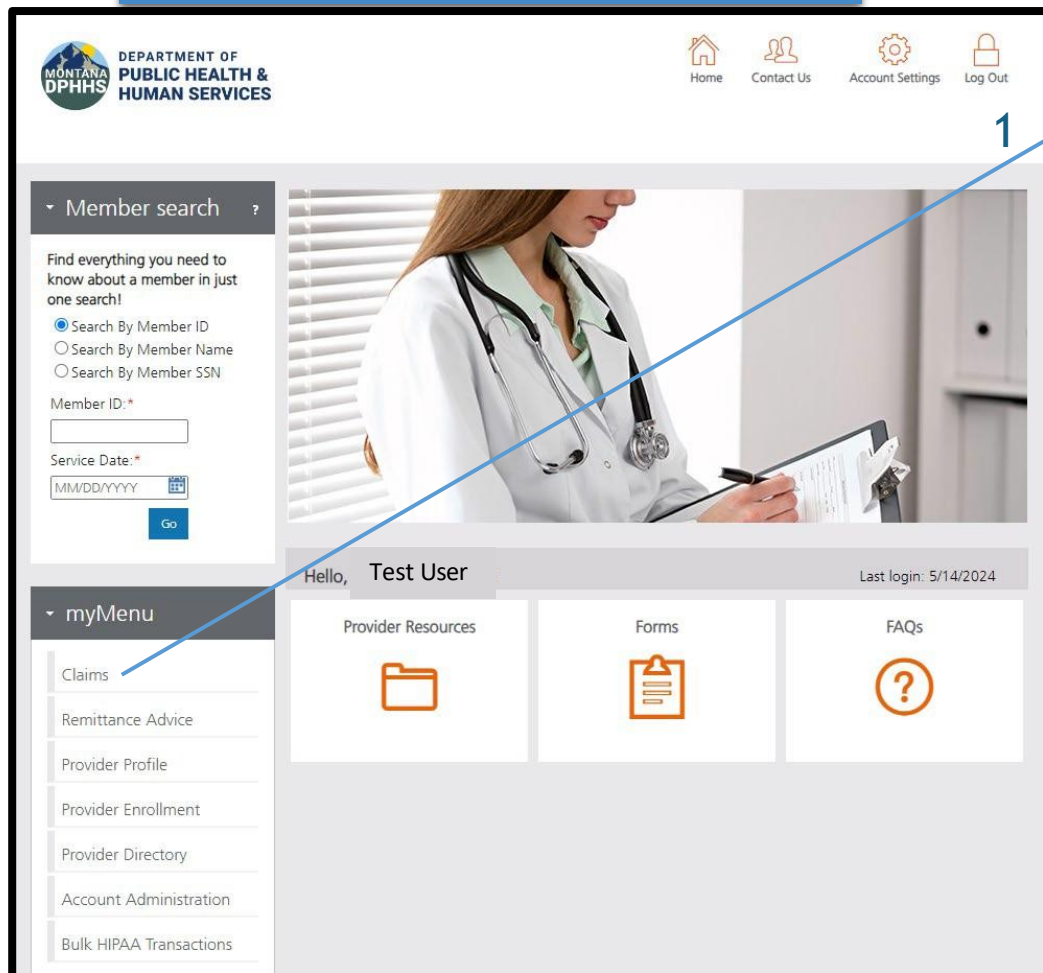 MONTANA
DPHHS
DEPARTMENT OF
PUBLIC HEALTH &
HUMAN SERVICES
Home
Contact Us
Account Settings
Log Out
1
Member search ?
Find everything you need to
know about a member in just
one search!
Search By Member ID
Search By Member Name
Search By Member SSN
Member ID:*
Service Date:*
MM/DD/YYYY
Go
Hello, Test User
Last login: 5/14/2024
myMenu
Claims
Remittance Advice
Provider Profile
Provider Enrollment
Provider Directory
Account Administration
Bulk HIPAA Transactions
Provider Resources
Forms
FAQs
?